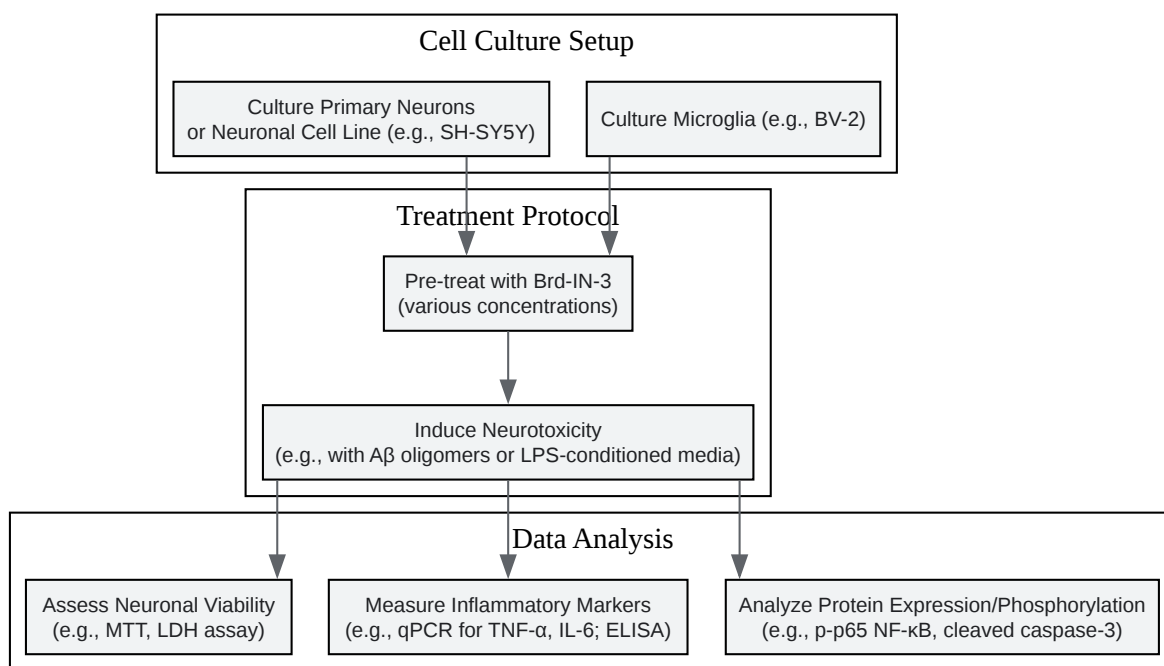 Cell Culture Setup
Culture Primary Neurons
or Neuronal Cell Line (e.g., SH-SY5Y)
Culture Microglia (e.g., BV-2)
Treatment Protocol
Pre-treat with Brd-IN-3
(various concentrations)
Induce Neurotoxicity
(e.g., with Aβ oligomers or LPS-conditioned media)
Data Analysis
Assess Neuronal Viability
(e.g., MTT, LDH assay)
Measure Inflammatory Markers
(e.g., qPCR for TNF-α, IL-6; ELISA)
Analyze Protein Expression/Phosphorylation
(e.g., p-p65 NF-κB, cleaved caspase-3)